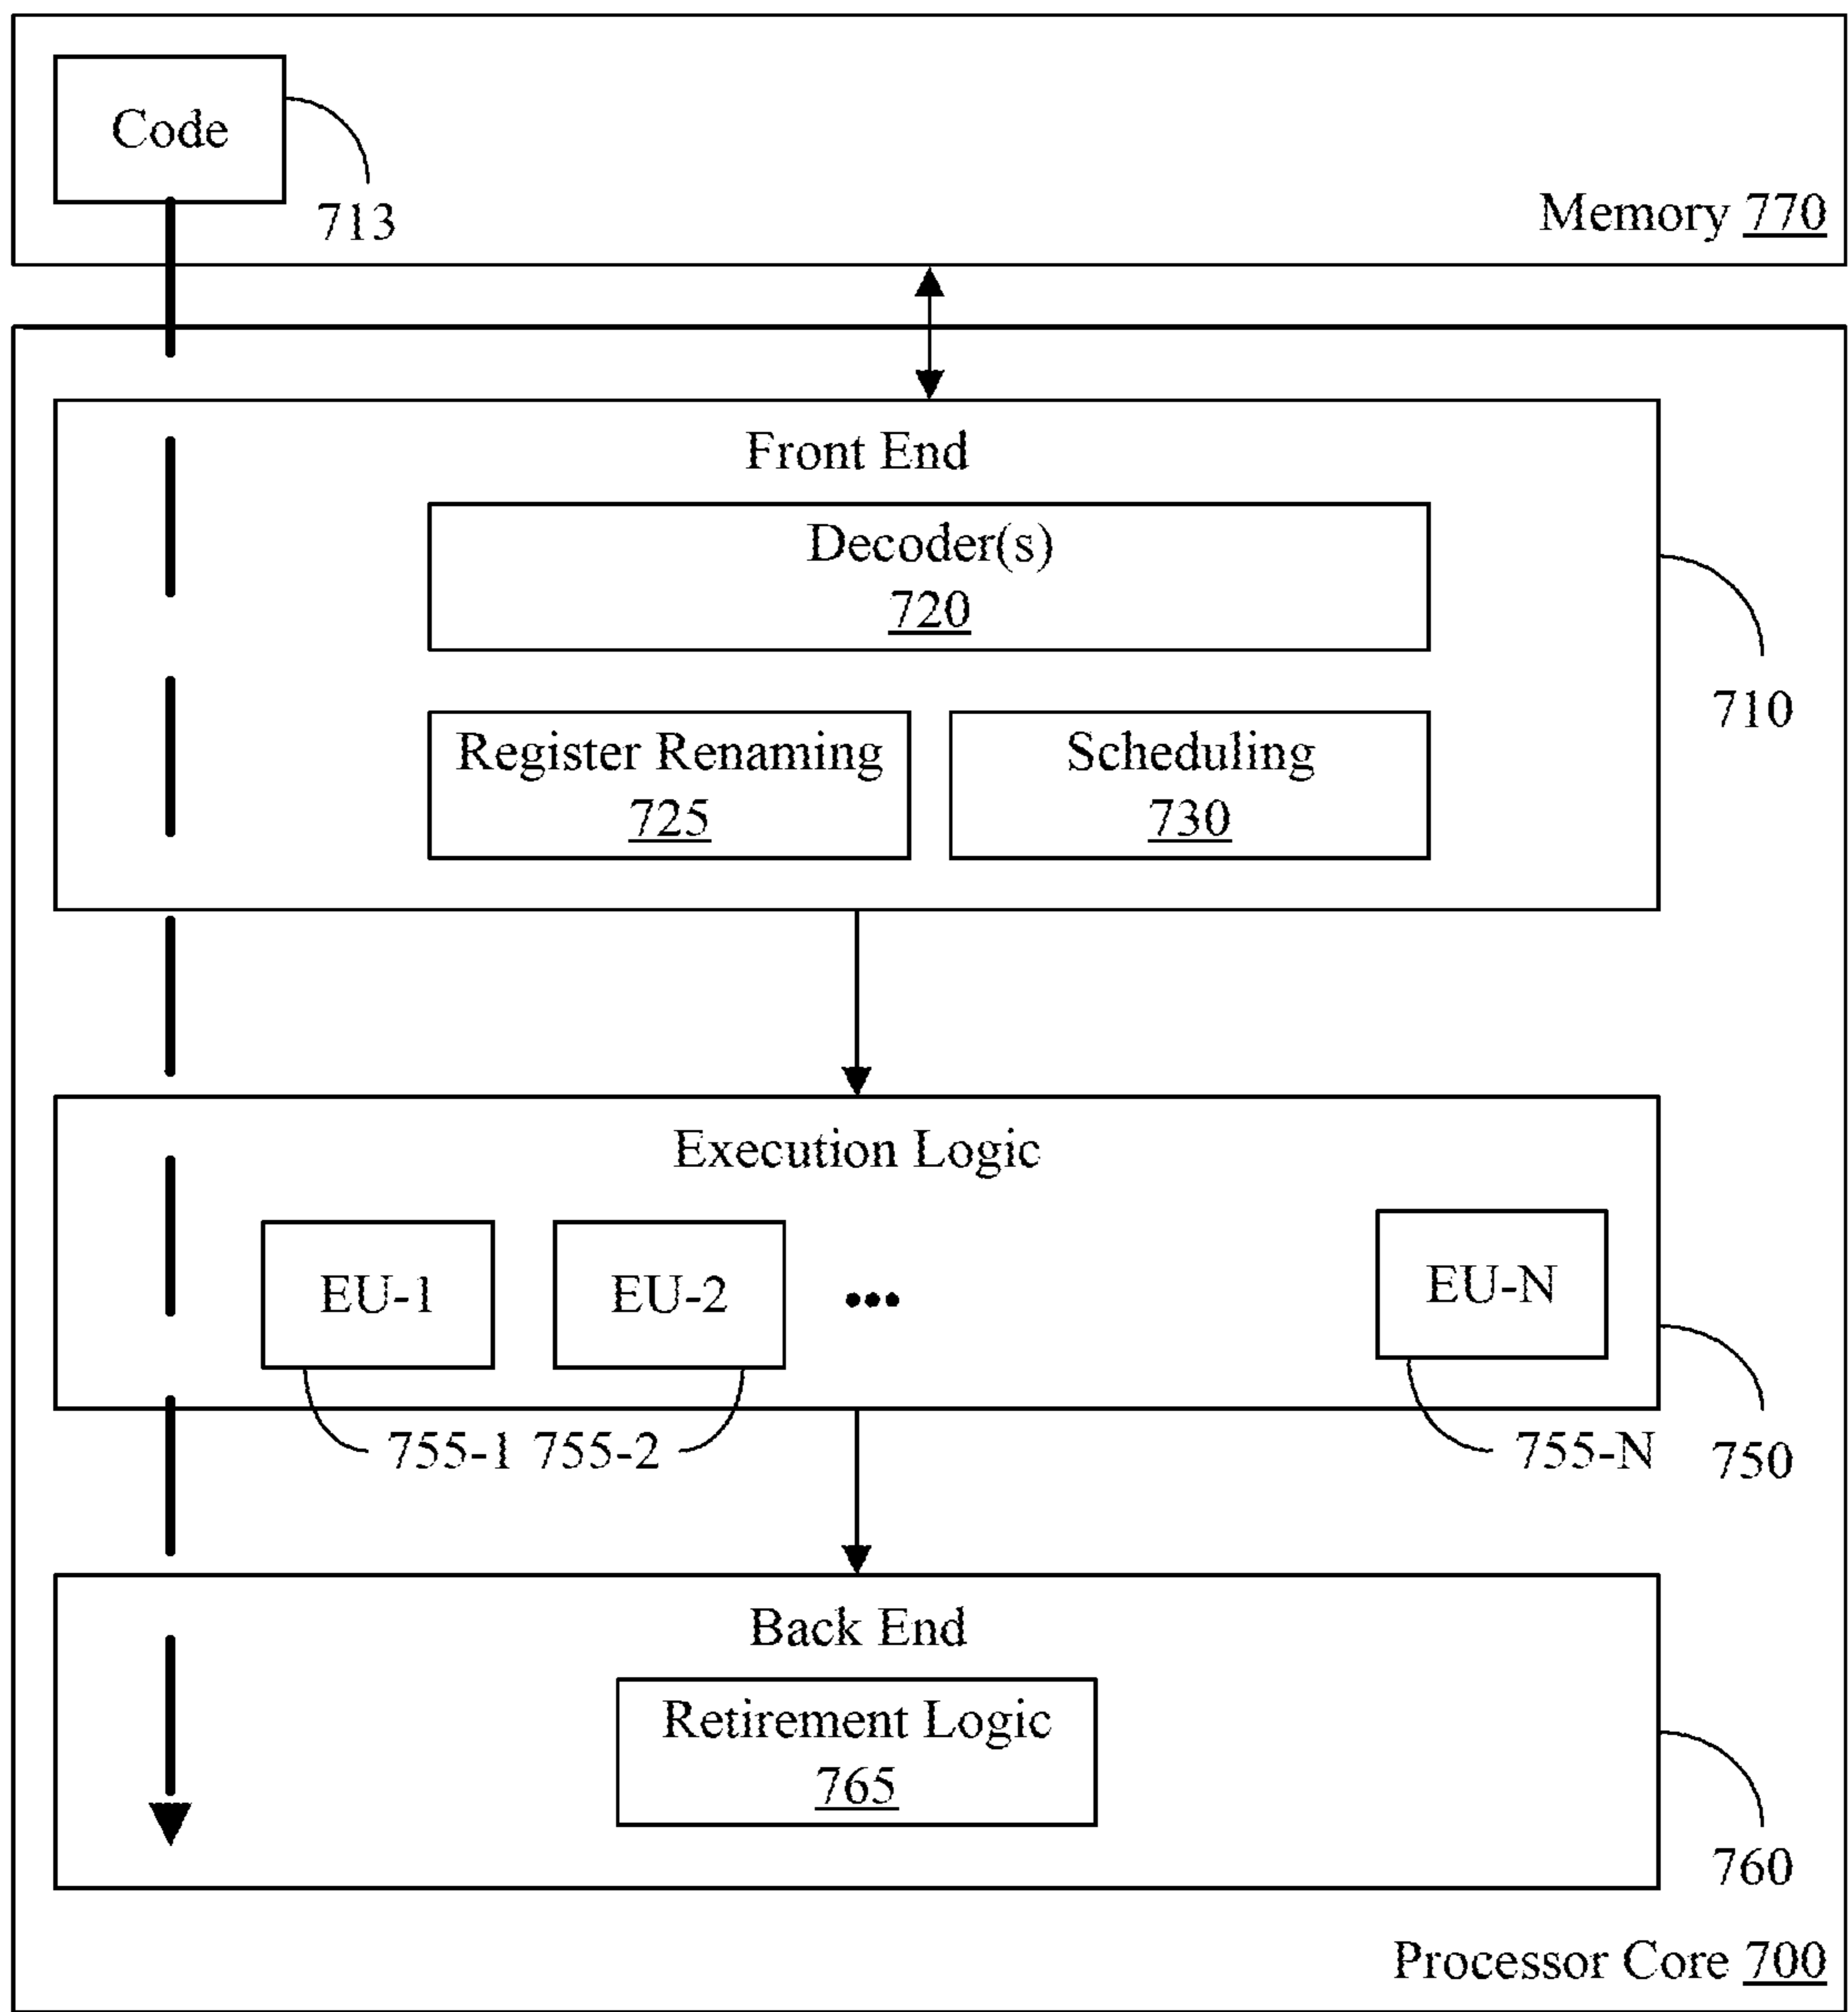 Code
713
Memory 770
Front End
Decoder(s)
720
710
Register Renaming
725
Scheduling
730
Execution Logic
EU-1
EU-2
•••
EU-N
755-1 755-2
755-N
750
Back End
Retirement Logic
765
760
Processor Core 700